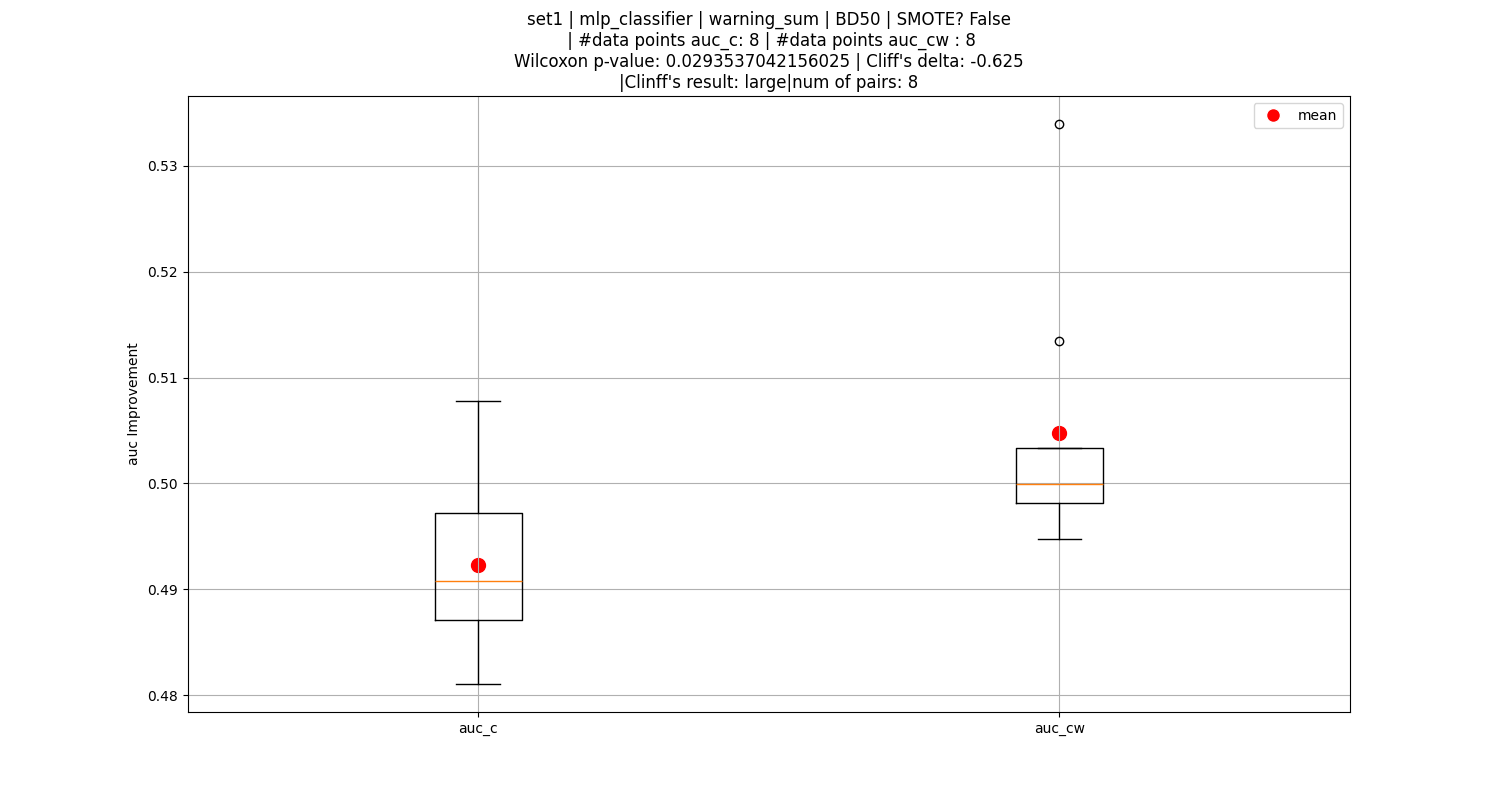 set1 | mlp_classifier | warning_sum | BD50 | SMOTE? False
| #data points auc_c: 8 | #data points auc_cw : 8
Wilcoxon p-value: 0.0293537042156025 | Cliff's delta: -0.625
|Clinff's result: large|num of pairs: 8
mean
0.53
0.52
0.51
0.50
0.49
0.48
auc Improvement
auc_c
auc_cw